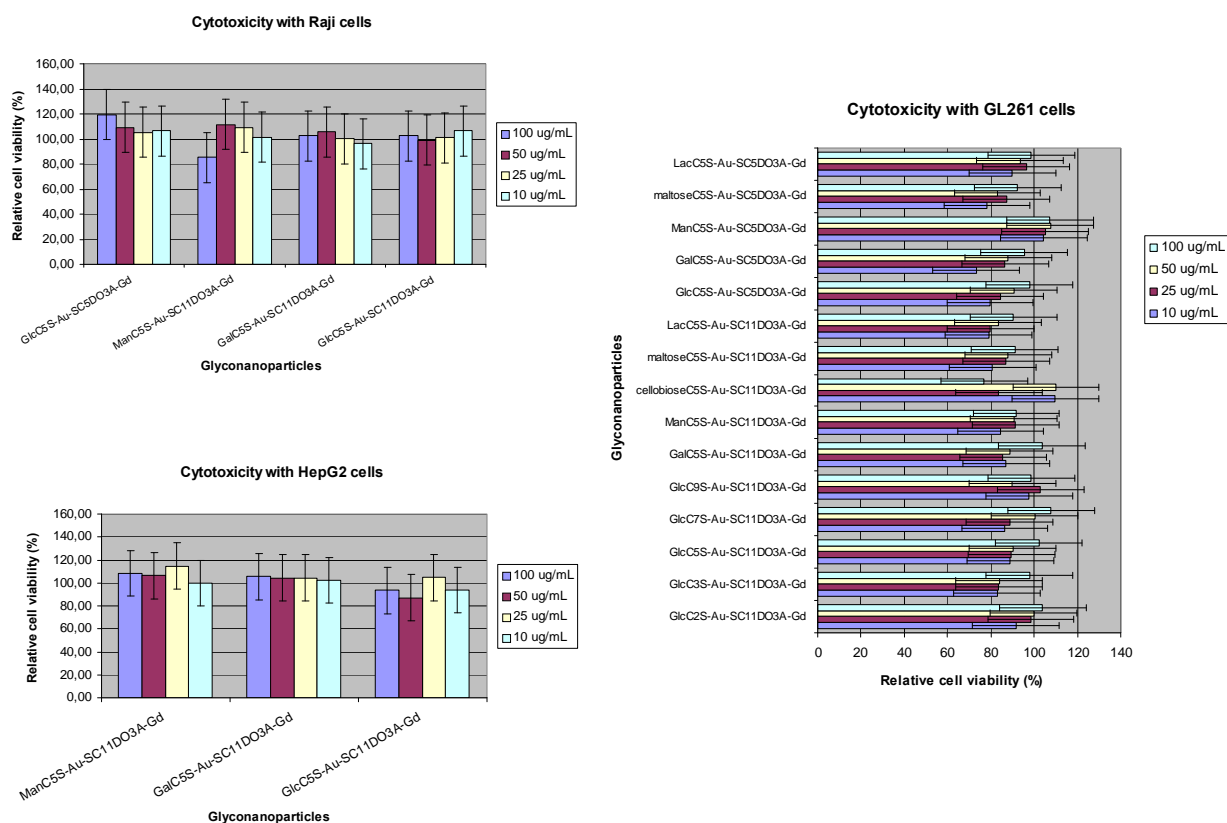 Cytotoxicity with Raji cells
Relative cell viability (%)
160,00
140,00
120,00
100,00
80,00
60,00
40,00
20,00
0,00
GlcC5S-Au-SC5DO3A-Gd
ManC5S-Au-SC11DO3A-Gd
GalC5S-Au-SC11DO3A-Gd
GlcC5S-Au-SC11DO3A-Gd
Glyconanoparticles
100 ug/mL
50 ug/mL
25 ug/mL
10 ug/mL
Cytotoxicity with HepG2 cells
Relative cell viability (%)
160,00
140,00
120,00
100,00
80,00
60,00
40,00
20,00
0,00
ManC5S-Au-SC11DO3A-Gd
GalC5S-Au-SC11DO3A-Gd
GlcC5S-Au-SC11DO3A-Gd
Glyconanoparticles
100 ug/mL
50 ug/mL
25 ug/mL
10 ug/mL
Cytotoxicity with GL261 cells
Glyconanoparticles
LacC5S-Au-SC5DO3A-Gd
maltoseC5S-Au-SC5DO3A-Gd
ManC5S-Au-SC5DO3A-Gd
GalC5S-Au-SC5DO3A-Gd
GlcC5S-Au-SC5DO3A-Gd
LacC5S-Au-SC11DO3A-Gd
maltoseC5S-Au-SC11DO3A-Gd
cellobioseC5S-Au-SC11DO3A-Gd
ManC5S-Au-SC11DO3A-Gd
GalC5S-Au-SC11DO3A-Gd
GlcC9S-Au-SC11DO3A-Gd
GlcC7S-Au-SC11DO3A-Gd
GlcC5S-Au-SC11DO3A-Gd
GlcC3S-Au-SC11DO3A-Gd
GlcC2S-Au-SC11DO3A-Gd
0 20 40 60 80 100 120 140
Relative cell viability (%)
100 ug/mL
50 ug/mL
25 ug/mL
10 ug/mL